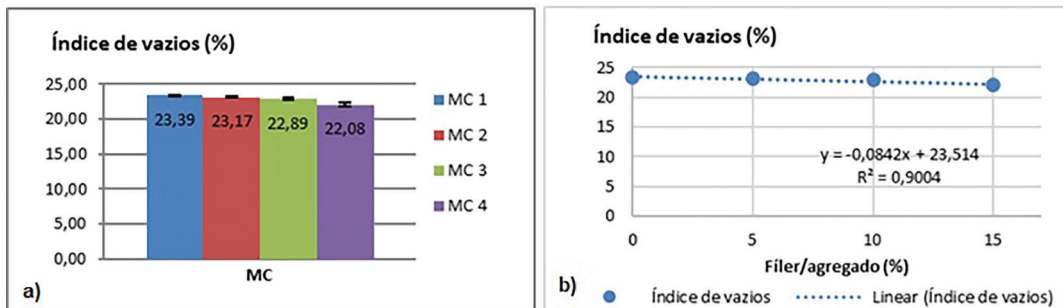 Índice de vazios (%)
25,00
20,00
15,00
10,00
5,00
0,00
23,39
23,17
22,89
22,08
MC
MC 1
MC 2
MC 3
MC 4
a)
Índice de vazios (%)
25
20
15
10
5
0
y = -0,0842x + 23,514
R² = 0,9004
0 5 10 15
Fíler/agregado (%)
Índice de vazios
Linear (Índice de vazios)
b)